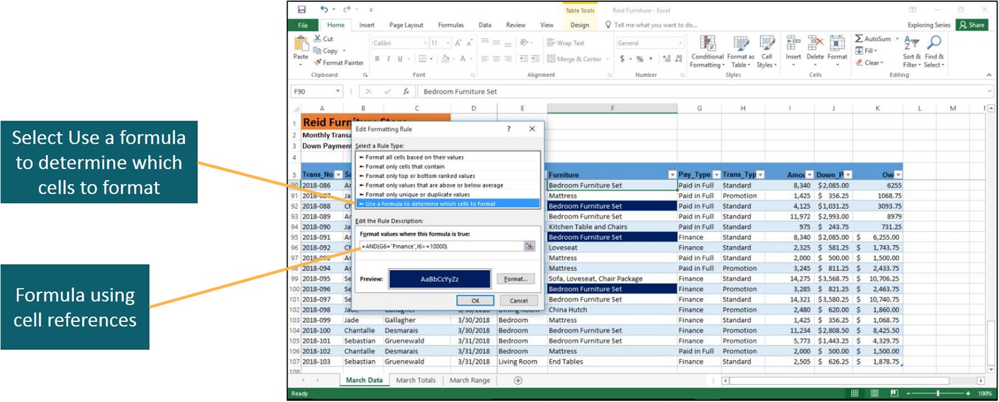 Table Tools
Reid Furniture - Excel
File Home Insert Page Layout Formulas Data Review View Design Tell me what you want to do... Exploring Series Share
Cut
Copy
Format Painter
Paste
Calibri 11
B I U
Wrap Text
Merge & Center
General
$ % ,
Conditional Formatting
Format as Table
Cell Styles
Insert Delete Format
AutoSum
Fill
Clear
Sort & Filter
Find & Select
Clipboard Font Alignment Number Styles Cells Editing
F90 fx Bedroom Furniture Set
A B C D E F G H I J K L M
1 Reid Furniture Store
2 Monthly Transa
3 Down Paymen
4
5 Trans_No Sa Furniture Pay_Type Trans_Typ Amou Down_P Ow
90 2018-086 Ar Bedroom Furniture Set Paid in Full Standard 8,340 $2,085.00 6255
91 2018-087 Ja Mattress Paid in Full Promotion 1,425 $ 356.25 1068.75
92 2018-088 Ch Bedroom Furniture Set Paid in Full Standard 4,125 $1,031.25 3093.75
93 2018-089 Ar Bedroom Furniture Set Paid in Full Standard 11,972 $2,993.00 8979
94 2018-090 Ja Kitchen Table and Chairs Paid in Full Standard 975 $ 243.75 731.25
95 2018-091 Ar Bedroom Furniture Set Finance Standard 8,340 $2,085.00 $ 6,255.00
96 2018-092 Ch Loveseat Finance Standard 2,325 $ 581.25 $ 1,743.75
97 2018-093 Ar Mattress Paid in Full Standard 2,000 $ 500.00 $ 1,500.00
98 2018-094 Ar Mattress Paid in Full Promotion 3,245 $ 811.25 $ 2,433.75
99 2018-095 Se Sofa, Loveseat, Chair Package Finance Standard 14,275 $3,568.75 $ 10,706.25
100 2018-096 Se Bedroom Furniture Set Finance Promotion 3,285 $ 821.25 $ 2,463.75
101 2018-097 Se Bedroom Furniture Set Finance Standard 14,321 $3,580.25 $ 10,740.75
102 2018-098 Jade Gallagher 3/30/2018 Dining Room China Hutch Finance Promotion 2,480 $ 620.00 $ 1,860.00
103 2018-099 Jade Gallagher 3/30/2018 Bedroom Mattress Finance Standard 1,425 $ 356.25 $ 1,068.75
104 2018-100 Chantalle Desmarais 3/30/2018 Bedroom Bedroom Furniture Set Finance Promotion 11,234 $2,808.50 $ 8,425.50
105 2018-101 Sebastian Gruenewald 3/31/2018 Bedroom Bedroom Furniture Set Finance Promotion 5,773 $1,443.25 $ 4,329.75
106 2018-102 Chantalle Desmarais 3/31/2018 Bedroom Mattress Paid in Full Promotion 2,000 $ 500.00 $ 1,500.00
107 2018-103 Sebastian Gruenewald 3/31/2018 Living Room End Tables Finance Standard 2,505 $ 626.25 $ 1,878.75
108
Edit Formatting Rule ? X
Select a Rule Type:
► Format all cells based on their values
► Format only cells that contain
► Format only top or bottom ranked values
► Format only values that are above or below average
► Format only unique or duplicate values
► Use a formula to determine which cells to format
Edit the Rule Description:
Format values where this formula is true:
=AND(G6="Finance",I6>=10000)
Preview: AaBbCcYyZz Format...
OK Cancel
March Data March Totals March Range
Ready 100%
Select Use a formula
to determine which
cells to format
Formula using
cell references